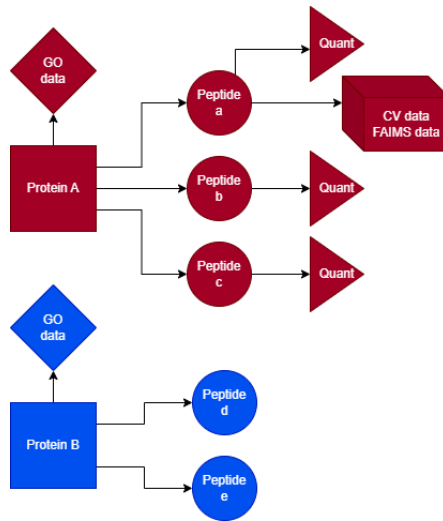 GO
data
Peptide
a
Quant
CV data
FAIMS data
Protein A
Peptide
b
Quant
Peptide
c
Quant
GO
data
Peptide
d
Protein B
Peptide
e